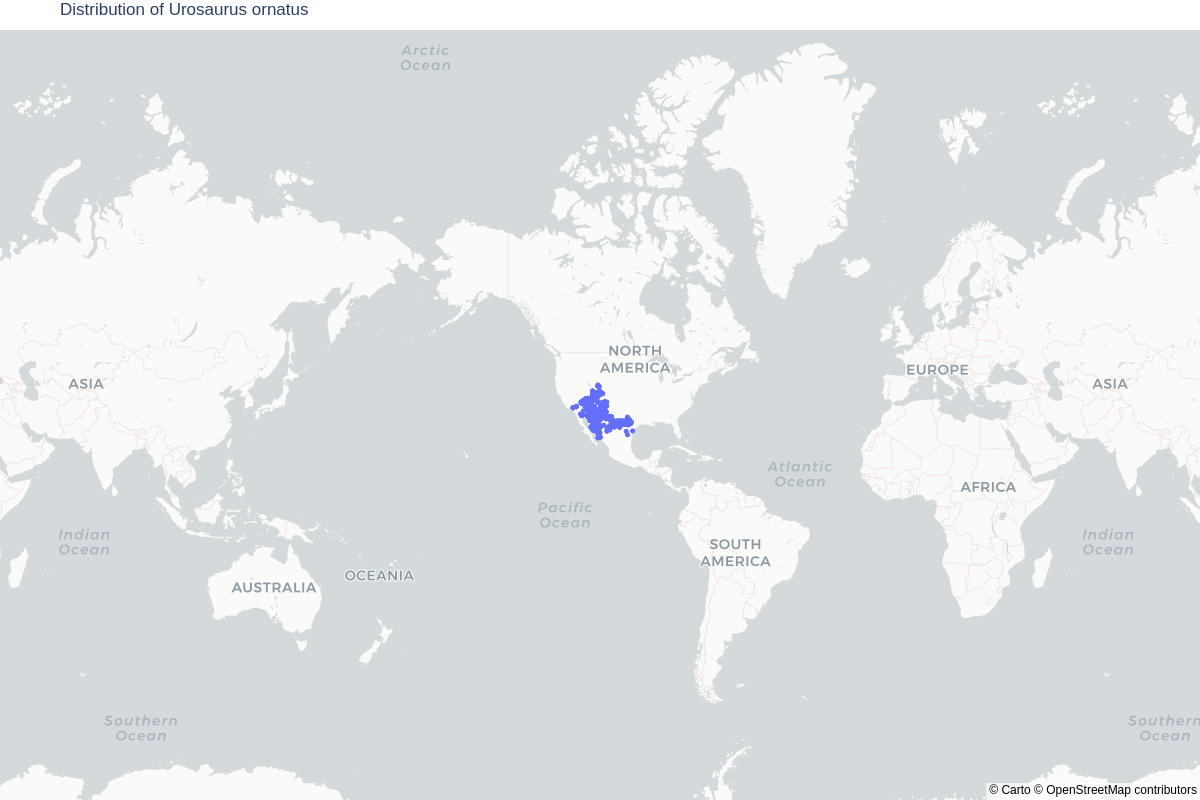 Distribution of Urosaurus ornatus
Arctic
Ocean
NORTH
AMERICA
ASIA
EUROPE
ASIA
Atlantic
Ocean
AFRICA
Pacific
Ocean
Indian
Ocean
Indian
Ocean
SOUTH
AMERICA
OCEANIA
AUSTRALIA
Southern
Ocean
Southern
Ocean
© Carto © OpenStreetMap contributors